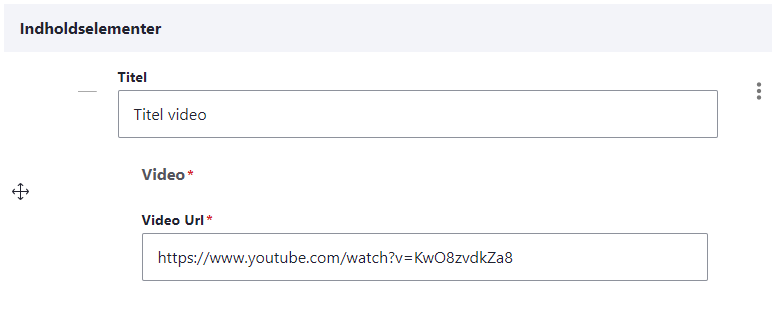 Indholdselementer
Titel
Titel video
Video*
Video Url*
https://www.youtube.com/watch?v=KwO8zvdkZa8